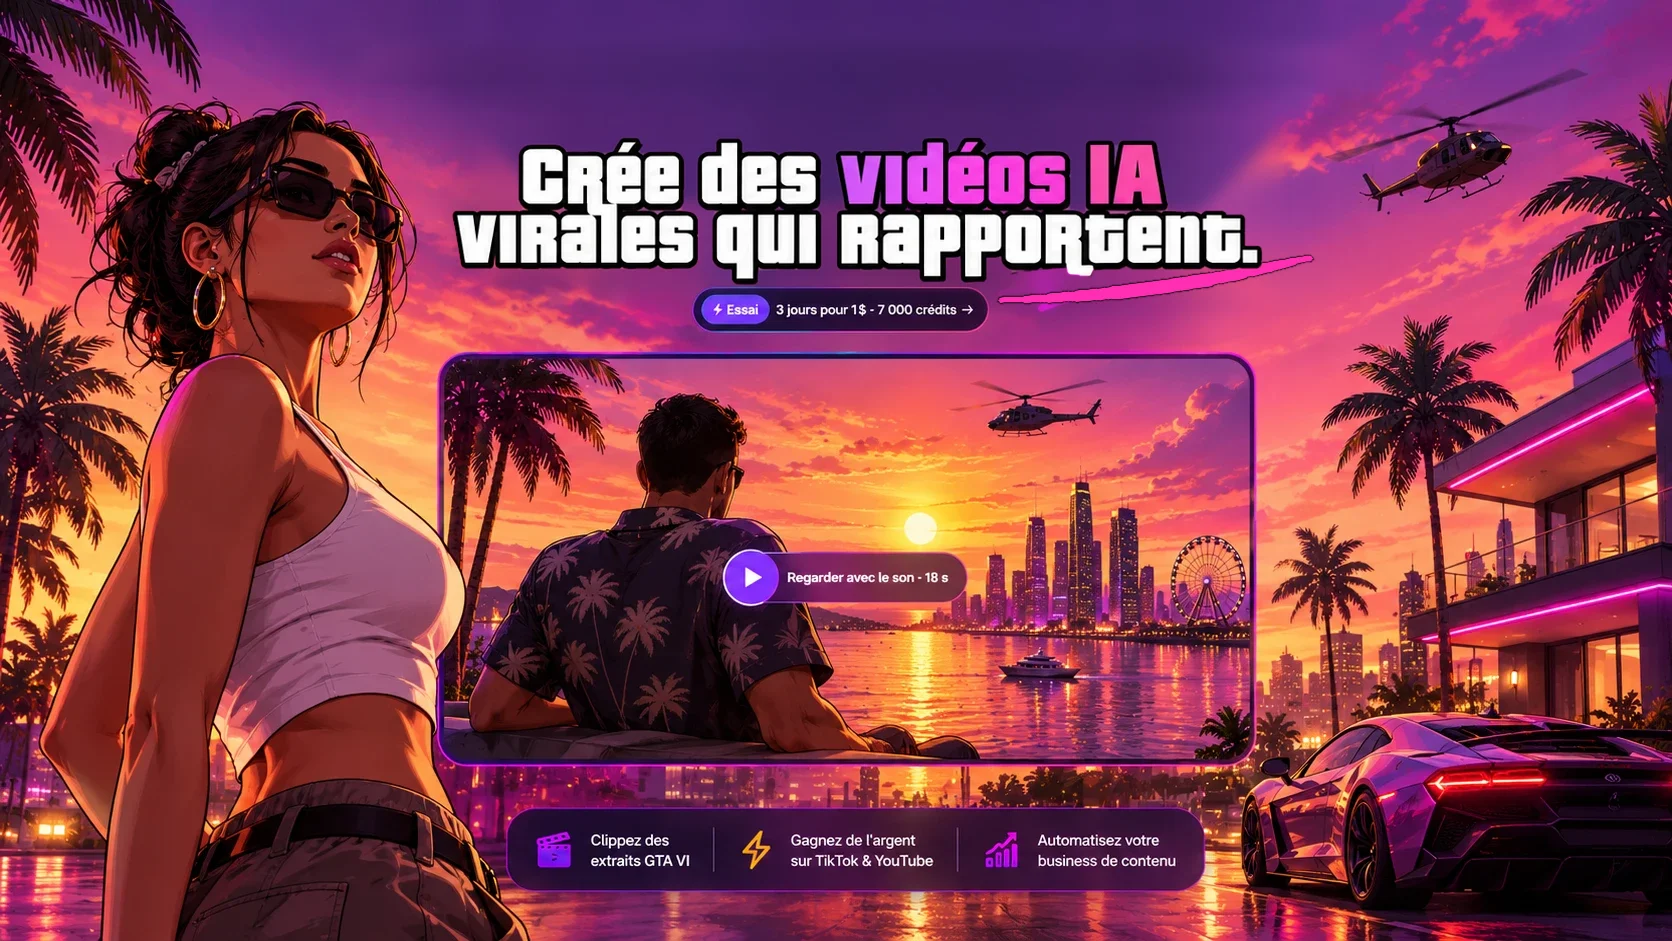 Crée des vidéos IA
virales qui rapportent.
Essai 3 jours pour 1$ - 7 000 crédits →
Regarder avec le son - 18 s
Clippez des
extraits GTA VI
Gagnez de l'argent
sur TikTok & YouTube
Automatisez votre
business de contenu